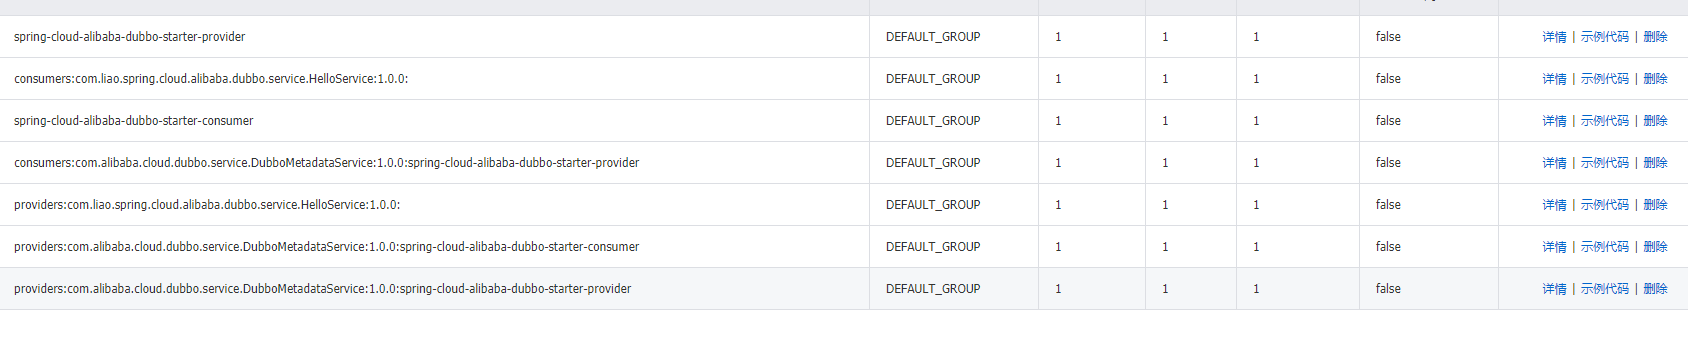 spring-cloud-alibaba-dubbo-starter-provider DEFAULT_GROUP 1 1 1 false 详情 | 示例代码 | 删除
consumers:com.liao.spring.cloud.alibaba.dubbo.service.HelloService:1.0.0: DEFAULT_GROUP 1 1 1 false 详情 | 示例代码 | 删除
spring-cloud-alibaba-dubbo-starter-consumer DEFAULT_GROUP 1 1 1 false 详情 | 示例代码 | 删除
consumers:com.alibaba.cloud.dubbo.service.DubboMetadataService:1.0.0:spring-cloud-alibaba-dubbo-starter-provider DEFAULT_GROUP 1 1 1 false 详情 | 示例代码 | 删除
providers:com.liao.spring.cloud.alibaba.dubbo.service.HelloService:1.0.0: DEFAULT_GROUP 1 1 1 false 详情 | 示例代码 | 删除
providers:com.alibaba.cloud.dubbo.service.DubboMetadataService:1.0.0:spring-cloud-alibaba-dubbo-starter-consumer DEFAULT_GROUP 1 1 1 false 详情 | 示例代码 | 删除
providers:com.alibaba.cloud.dubbo.service.DubboMetadataService:1.0.0:spring-cloud-alibaba-dubbo-starter-provider DEFAULT_GROUP 1 1 1 false 详情 | 示例代码 | 删除